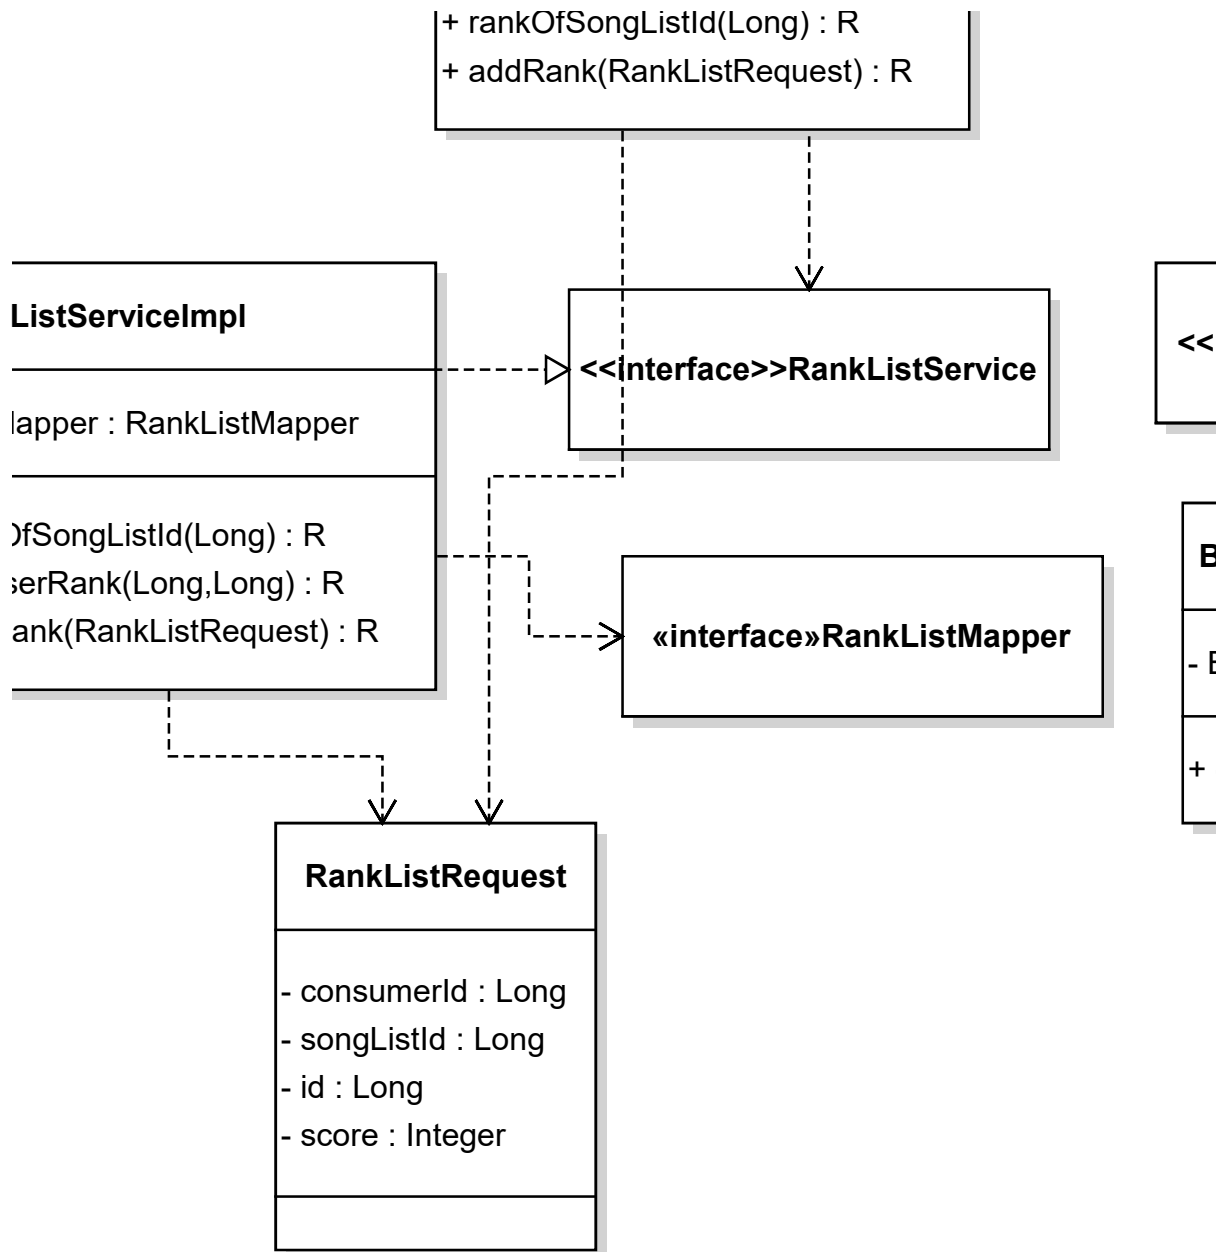 + rankOfSongListId(Long) : R
+ addRank(RankListRequest) : R
ListServiceImpl
apper : RankListMapper
OfSongListId(Long) : R
serRank(Long,Long) : R
ank(RankListRequest) : R
<<interface>>RankListService
«interface»RankListMapper
RankListRequest
- consumerId : Long
- songListId : Long
- id : Long
- score : Integer
<<
B
-
+